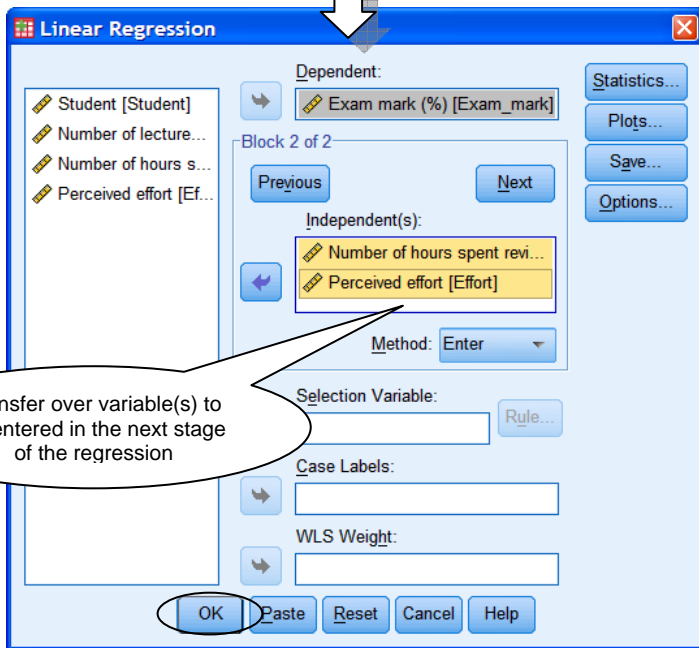 Linear Regression
Student [Student]
Number of lecture...
Number of hours s...
Perceived effort [Ef...
Dependent:
Exam mark (%) [Exam_mark]
Block 2 of 2
Previous
Next
Independent(s):
Number of hours spent revi...
Perceived effort [Effort]
Method: Enter
Selection Variable:
Rule...
Case Labels:
WLS Weight:
Statistics...
Plots...
Save...
Options...
nsfer over variable(s) to
entered in the next stage
of the regression
OK
Paste
Reset
Cancel
Help